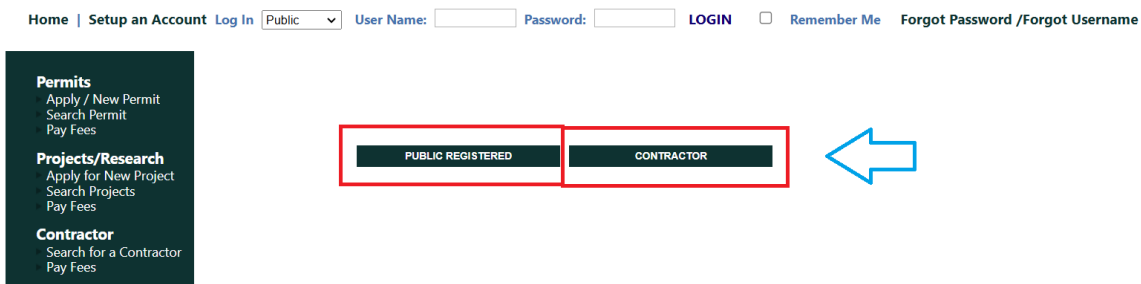 Home | Setup an Account Log In Public User Name: Password: LOGIN Remember Me Forgot Password /Forgot Username
Permits
Apply / New Permit
Search Permit
Pay Fees
Projects/Research
Apply for New Project
Search Projects
Pay Fees
Contractor
Search for a Contractor
Pay Fees
PUBLIC REGISTERED CONTRACTOR